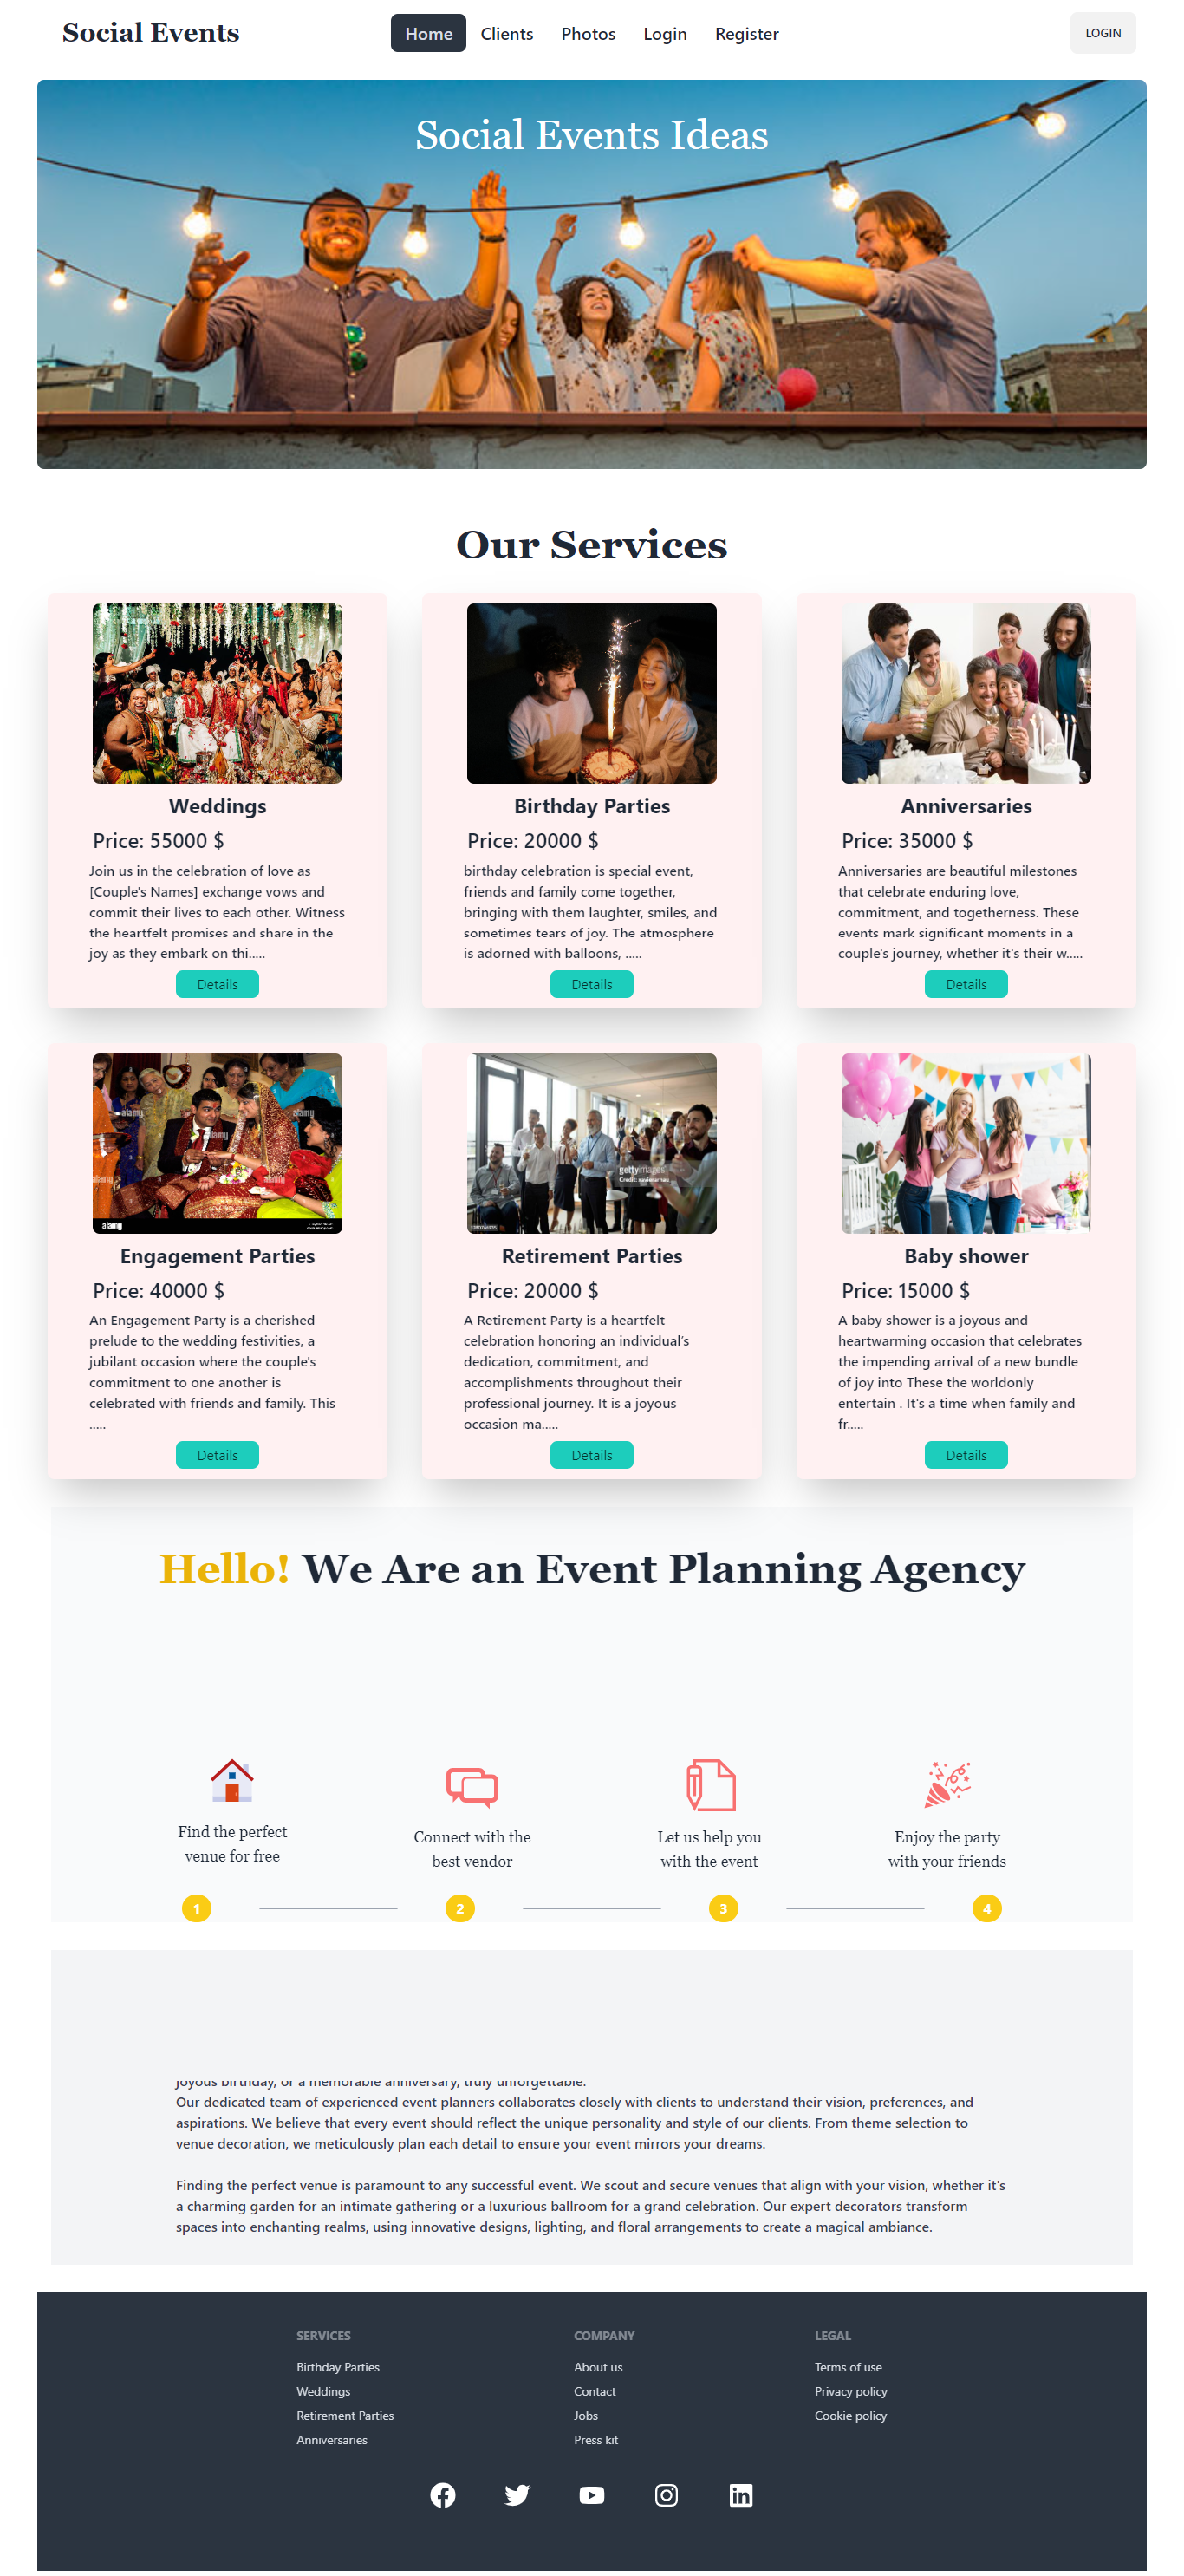 Social Events
Home
Clients
Photos
Login
Register
LOGIN
Social Events Ideas
Our Services
Weddings
Price: 55000 $
Join us in the celebration of love as
[Couple's Names] exchange vows and
commit their lives to each other. Witness
the heartfelt promises and share in the
joy as they embark on thi.....
Details
Birthday Parties
Price: 20000 $
birthday celebration is special event,
friends and family come together,
bringing with them laughter, smiles, and
sometimes tears of joy. The atmosphere
is adorned with balloons, .....
Details
Anniversaries
Price: 35000 $
Anniversaries are beautiful milestones
that celebrate enduring love,
commitment, and togetherness. These
events mark significant moments in a
couple's journey, whether it's their w.....
Details
alamy
alamy
alamy
alamy
Engagement Parties
Price: 40000 $
An Engagement Party is a cherished
prelude to the wedding festivities, a
jubilant occasion where the couple's
commitment to one another is
celebrated with friends and family. This
.....
Details
gettyimages
Retirement Parties
Price: 20000 $
A Retirement Party is a heartfelt
celebration honoring an individual's
dedication, commitment, and
accomplishments throughout their
professional journey. It is a joyous
occasion ma.....
Details
Baby shower
Price: 15000 $
A baby shower is a joyous and
heartwarming occasion that celebrates
the impending arrival of a new bundle
of joy into These the worldonly
entertain . It's a time when family and
fr.....
Details
Hello! We Are an Event Planning Agency
Find the perfect
venue for free
Connect with the
best vendor
Let us help you
with the event
Enjoy the party
with your friends
1
2
3
4
joyous birthday, or a memorable anniversary, truly unforgettable.
Our dedicated team of experienced event planners collaborates closely with clients to understand their vision, preferences, and
aspirations. We believe that every event should reflect the unique personality and style of our clients. From theme selection to
venue decoration, we meticulously plan each detail to ensure your event mirrors your dreams.
Finding the perfect venue is paramount to any successful event. We scout and secure venues that align with your vision, whether it's
a charming garden for an intimate gathering or a luxurious ballroom for a grand celebration. Our expert decorators transform
spaces into enchanting realms, using innovative designs, lighting, and floral arrangements to create a magical ambiance.
SERVICES
Birthday Parties
Weddings
Retirement Parties
Anniversaries
COMPANY
About us
Contact
Jobs
Press kit
LEGAL
Terms of use
Privacy policy
Cookie policy